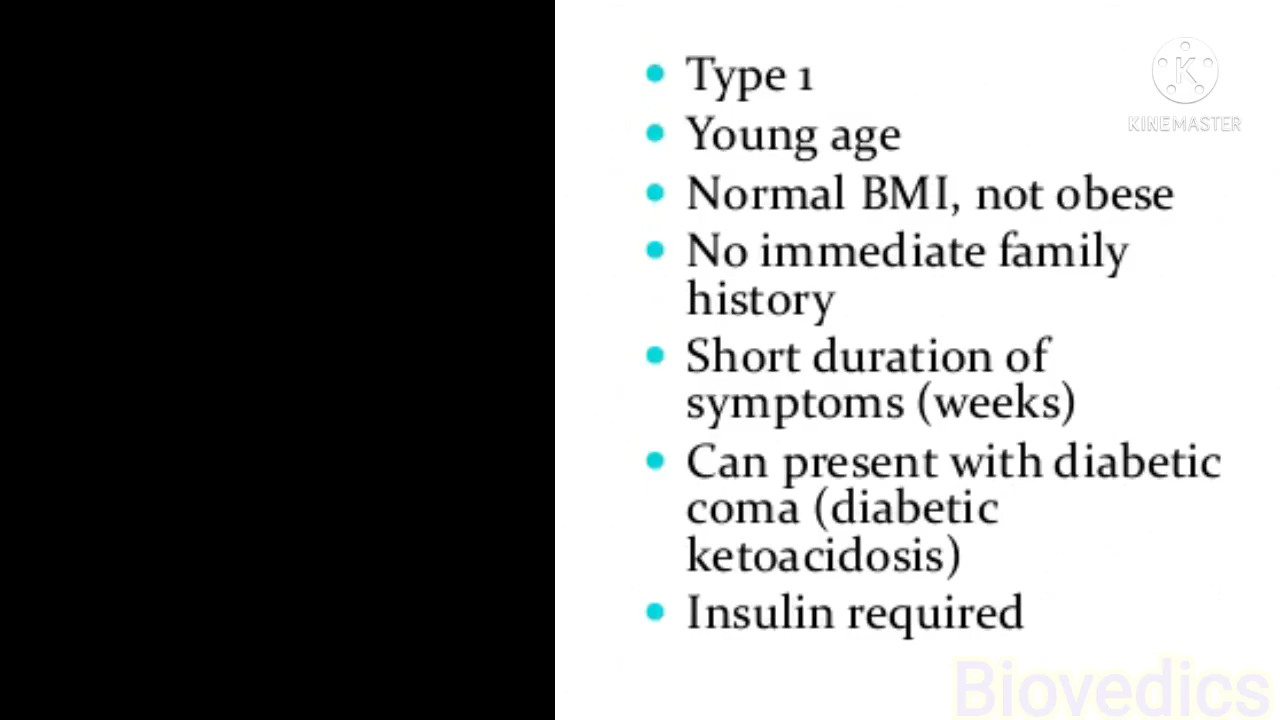 Type 1
Young age
Normal BMI, not obese
No immediate family
history
Short duration of
symptoms (weeks)
Can present with diabetic
coma (diabetic
ketoacidosis)
Insulin required
K
KINEMASTER
Biovedics